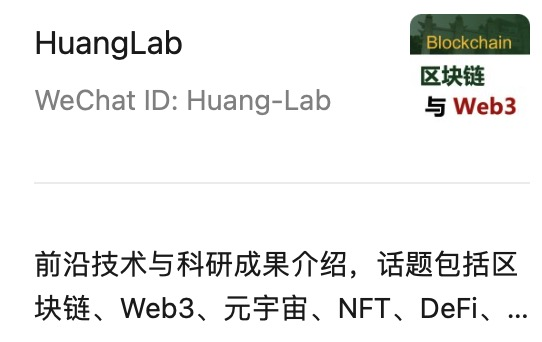 HuangLab
WeChat ID: Huang-Lab
Blockchain
区块链
与 Web3
前沿技术与科研成果介绍，话题包括区
块链、Web3、元宇宙、NFT、DeFi、...